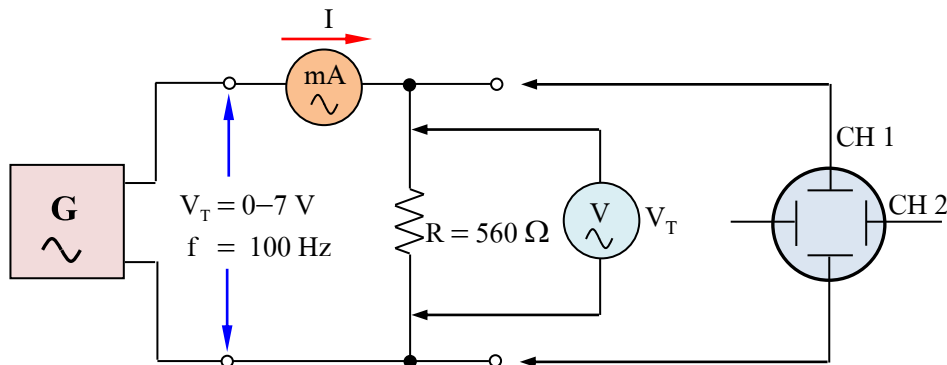 I
mA
CH 1
G
V_T = 0–7 V
f = 100 Hz
R = 560 Ω
V
V_T
CH 2